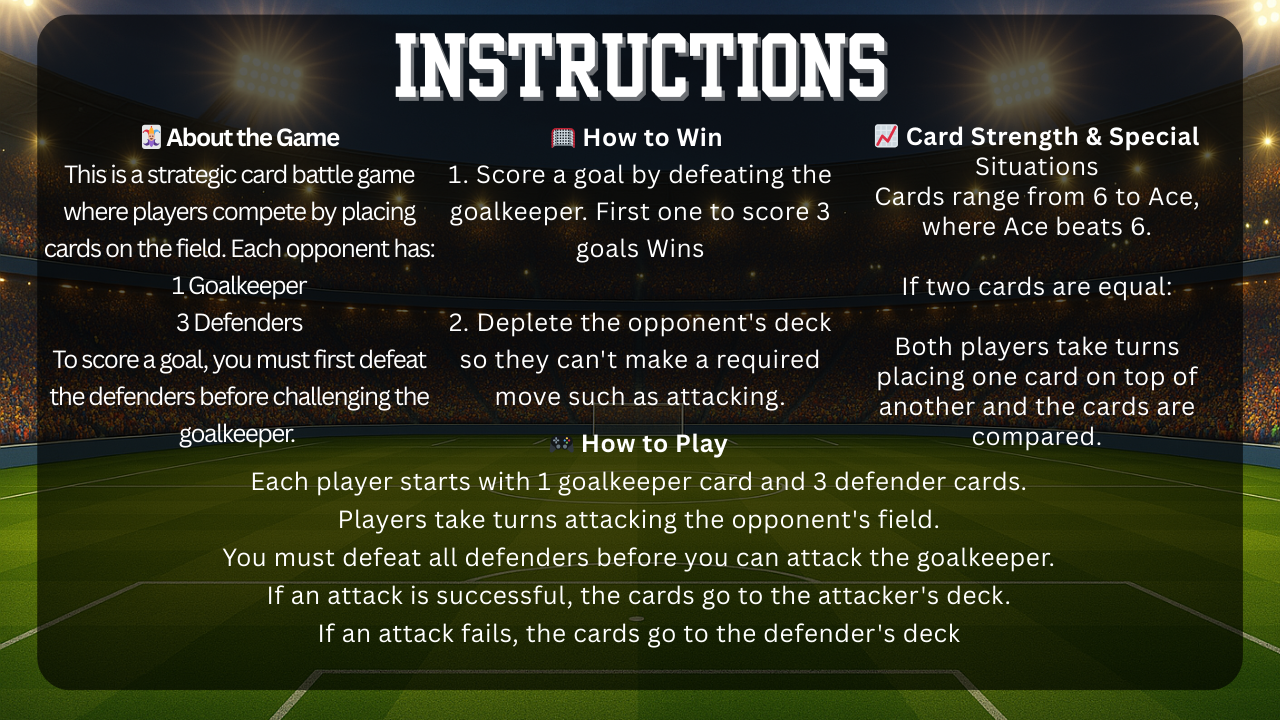 INSTRUCTIONS
🃏 About the Game
This is a strategic card battle game
where players compete by placing
cards on the field. Each opponent has:
1 Goalkeeper
3 Defenders
To score a goal, you must first defeat
the defenders before challenging the
goalkeeper.
🥅 How to Win
1. Score a goal by defeating the
goalkeeper. First one to score 3
goals Wins
2. Deplete the opponent's deck
so they can't make a required
move such as attacking.
📈 Card Strength & Special
Situations
Cards range from 6 to Ace,
where Ace beats 6.
If two cards are equal:
Both players take turns
placing one card on top of
another and the cards are
compared.
🎮 How to Play
Each player starts with 1 goalkeeper card and 3 defender cards.
Players take turns attacking the opponent's field.
You must defeat all defenders before you can attack the goalkeeper.
If an attack is successful, the cards go to the attacker's deck.
If an attack fails, the cards go to the defender's deck